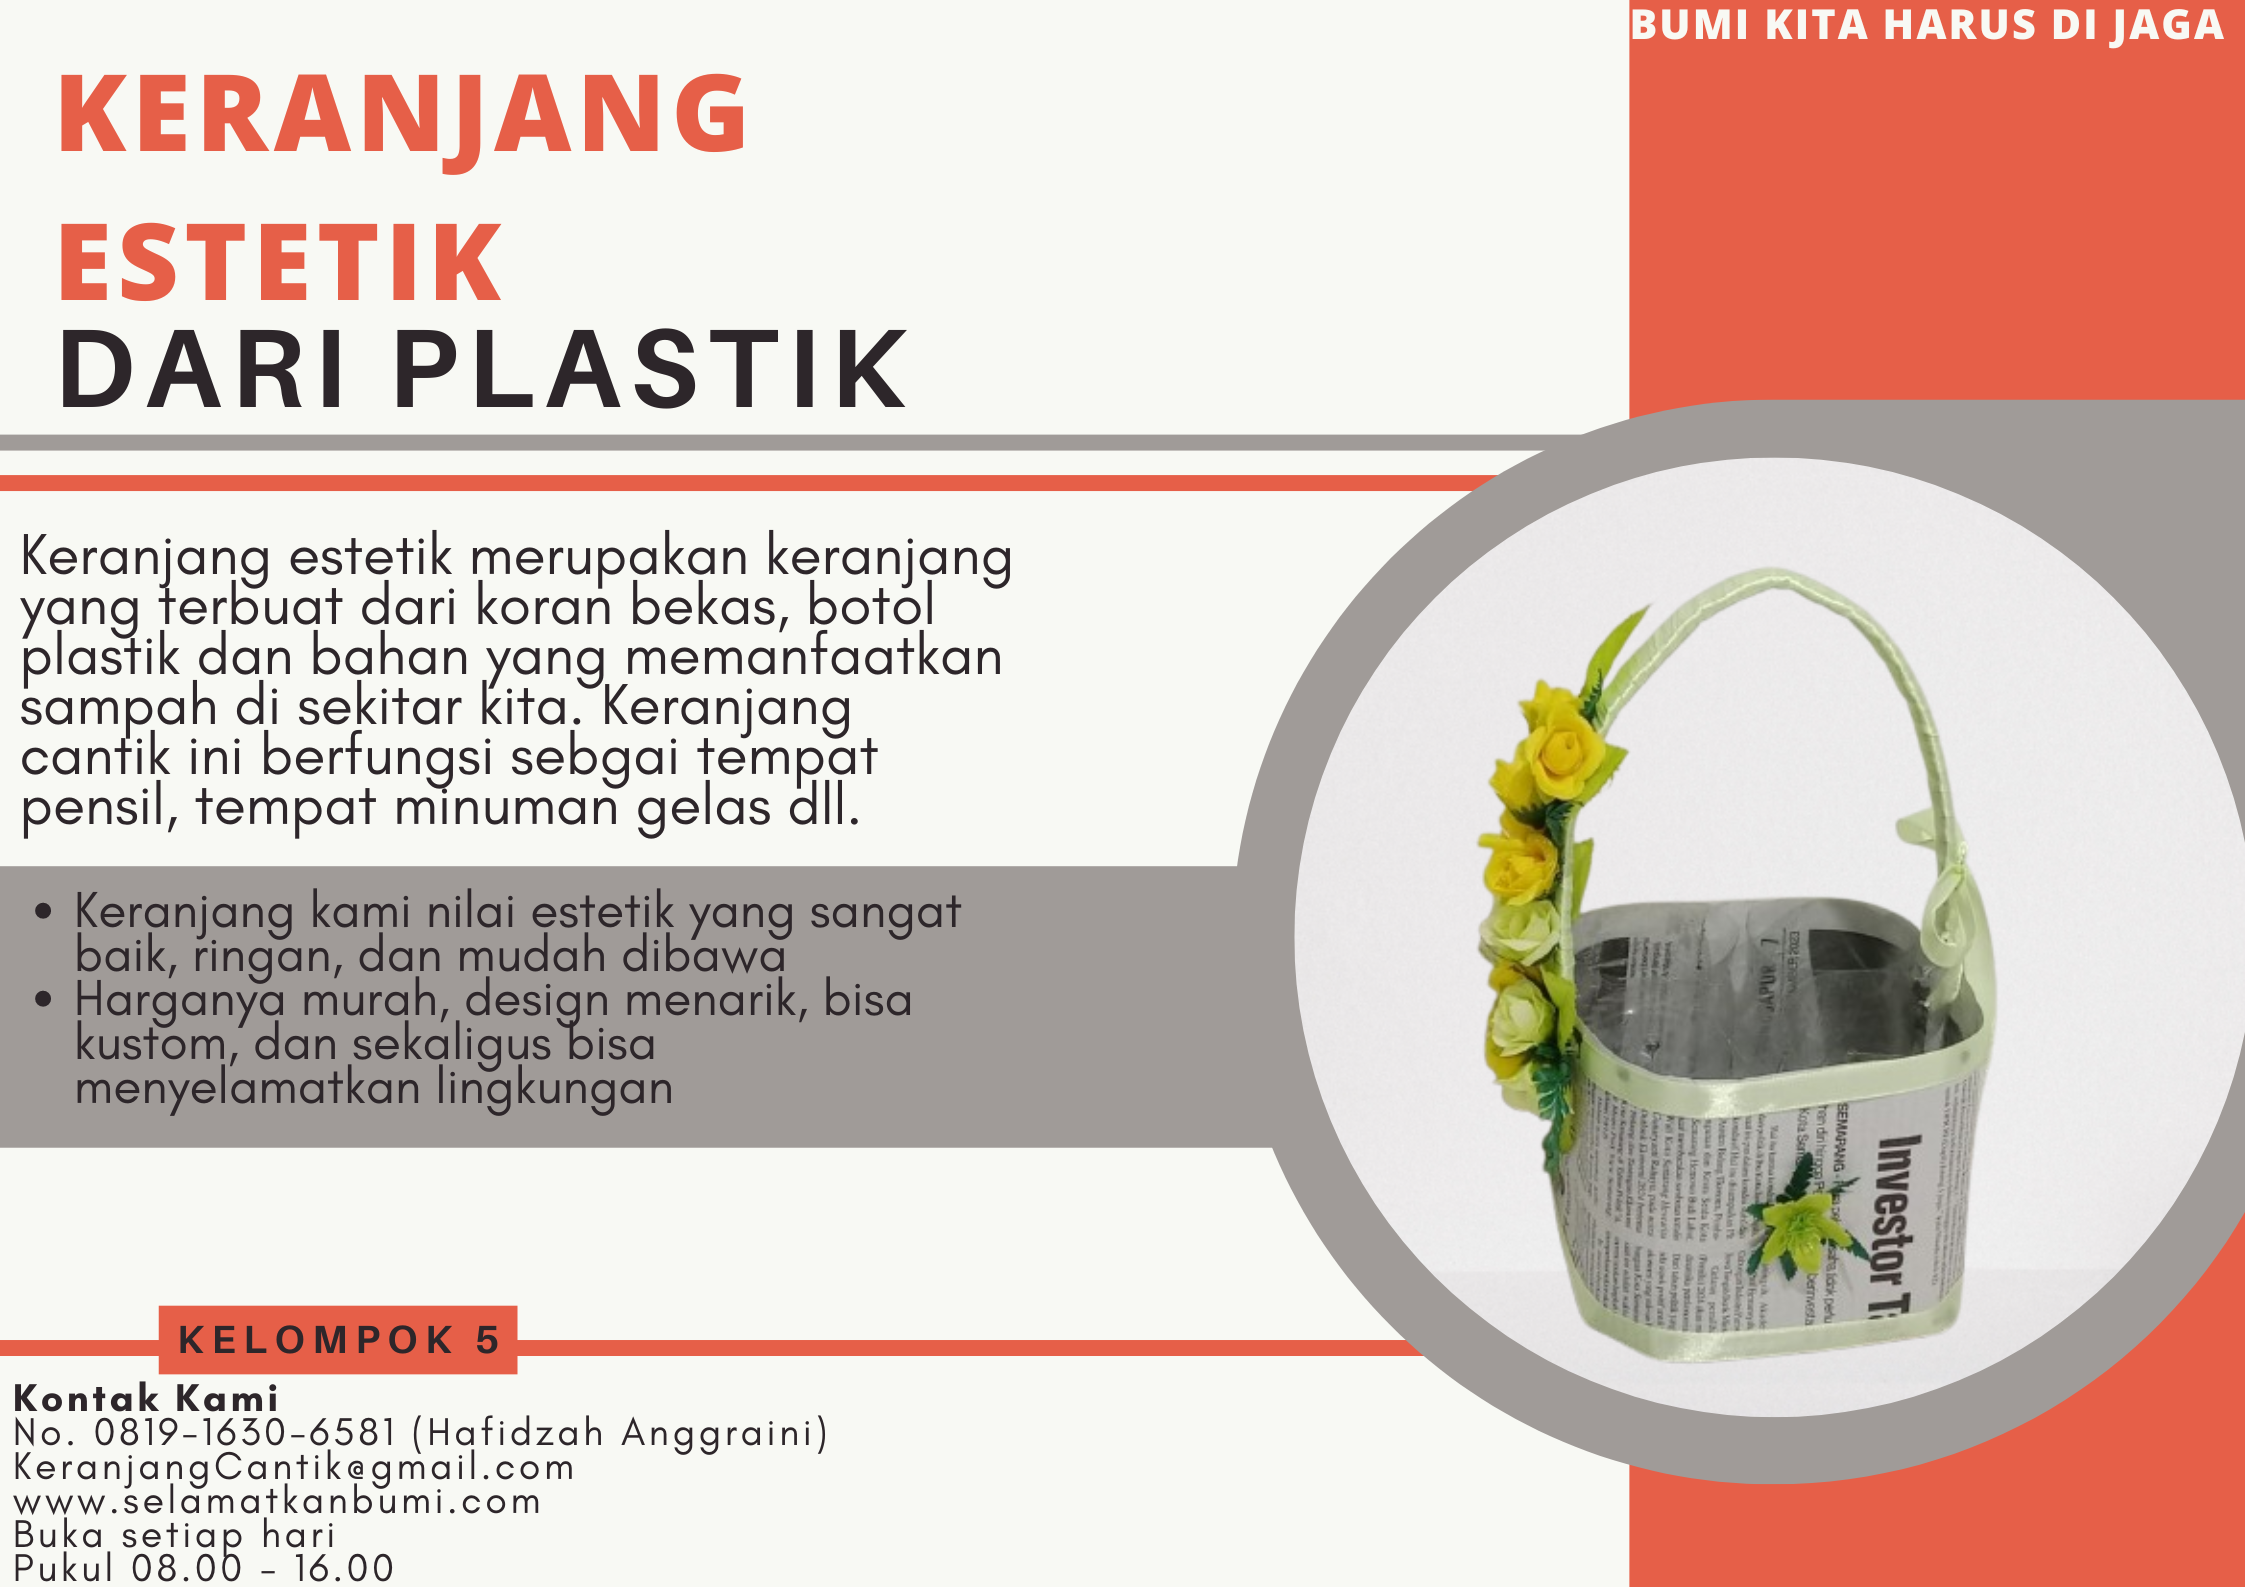 BUMI KITA HARUS DI JAGA
KERANJANG
ESTETIK
DARI PLASTIK
Keranjang estetik merupakan keranjang
yang terbuat dari koran bekas, botol
plastik dan bahan yang memanfaatkan
sampah di sekitar kita. Keranjang
cantik ini berfungsi sebgai tempat
pensil, tempat minuman gelas dll.
• Keranjang kami nilai estetik yang sangat
baik, ringan, dan mudah dibawa
• Harganya murah, design menarik, bisa
kustom, dan sekaligus bisa
menyelamatkan lingkungan
SEMARANG
Investor
KELOMPOK 5
Kontak Kami
No. 0819-1630-6581 (Hafidzah Anggraini)
KeranjangCantik@gmail.com
www.selamatkanbumi.com
Buka setiap hari
Pukul 08.00 - 16.00